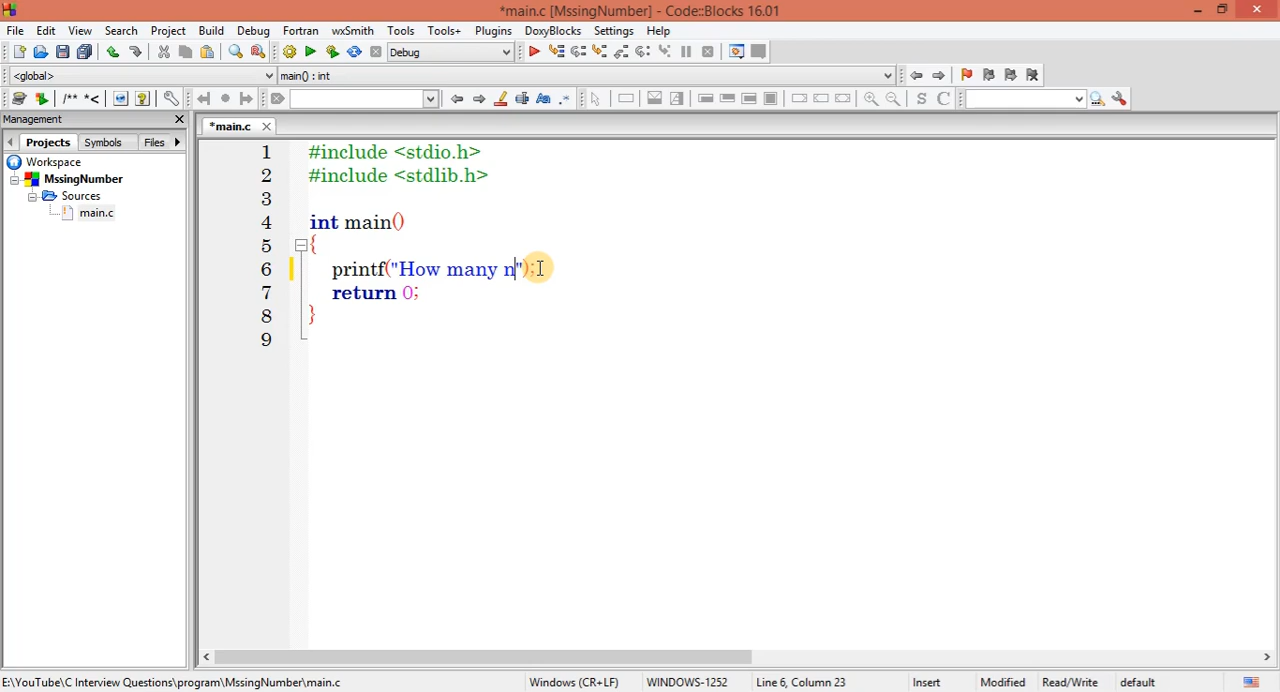 *main.c [MssingNumber] - Code::Blocks 16.01
File Edit View Search Project Build Debug Fortran wxSmith Tools Tools+ Plugins DoxyBlocks Settings Help
Debug
<global> main() : int
/** *< S C
Management
Projects Symbols Files
*main.c
Workspace
MssingNumber
Sources
main.c
1 #include <stdio.h>
2 #include <stdlib.h>
3
4 int main()
5 {
6 printf("How many n");
7 return 0;
8 }
9
E:\YouTube\C Interview Questions\program\MssingNumber\main.c Windows (CR+LF) WINDOWS-1252 Line 6, Column 23 Insert Modified Read/Write default